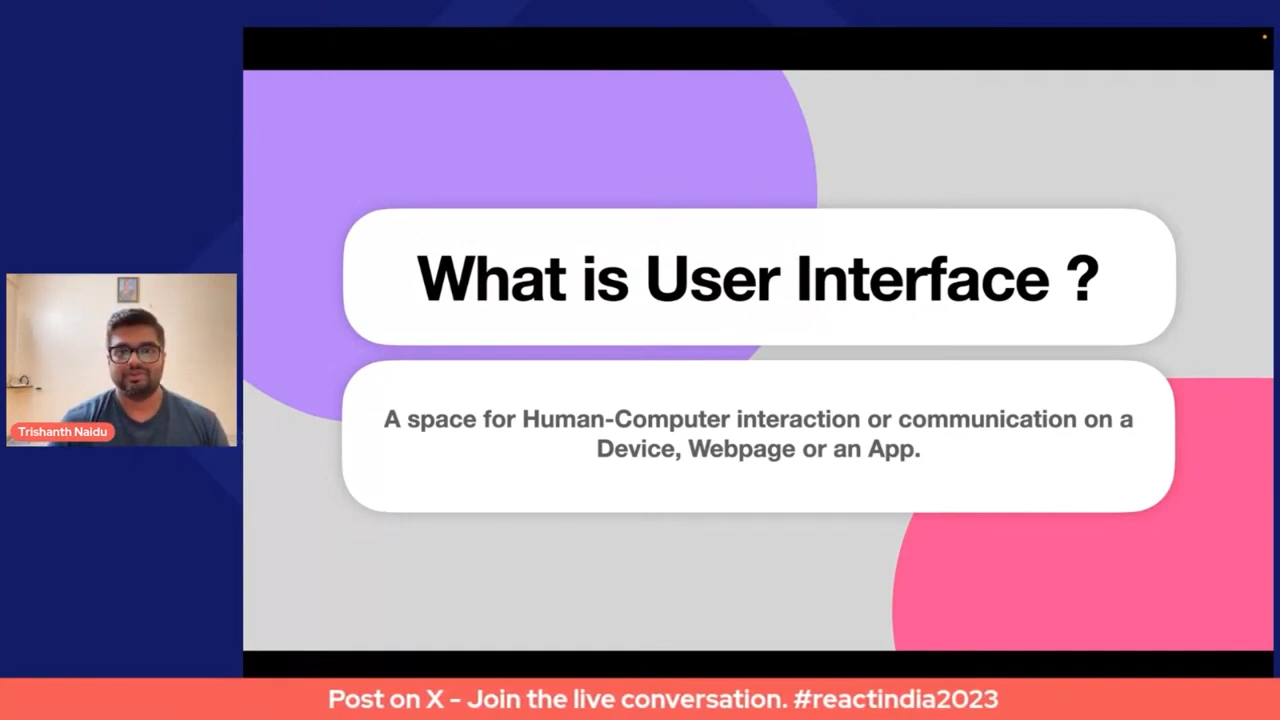 What is User Interface ?
A space for Human-Computer interaction or communication on a
Device, Webpage or an App.
Trishanth Naidu
Post on X - Join the live conversation. #reactindia2023